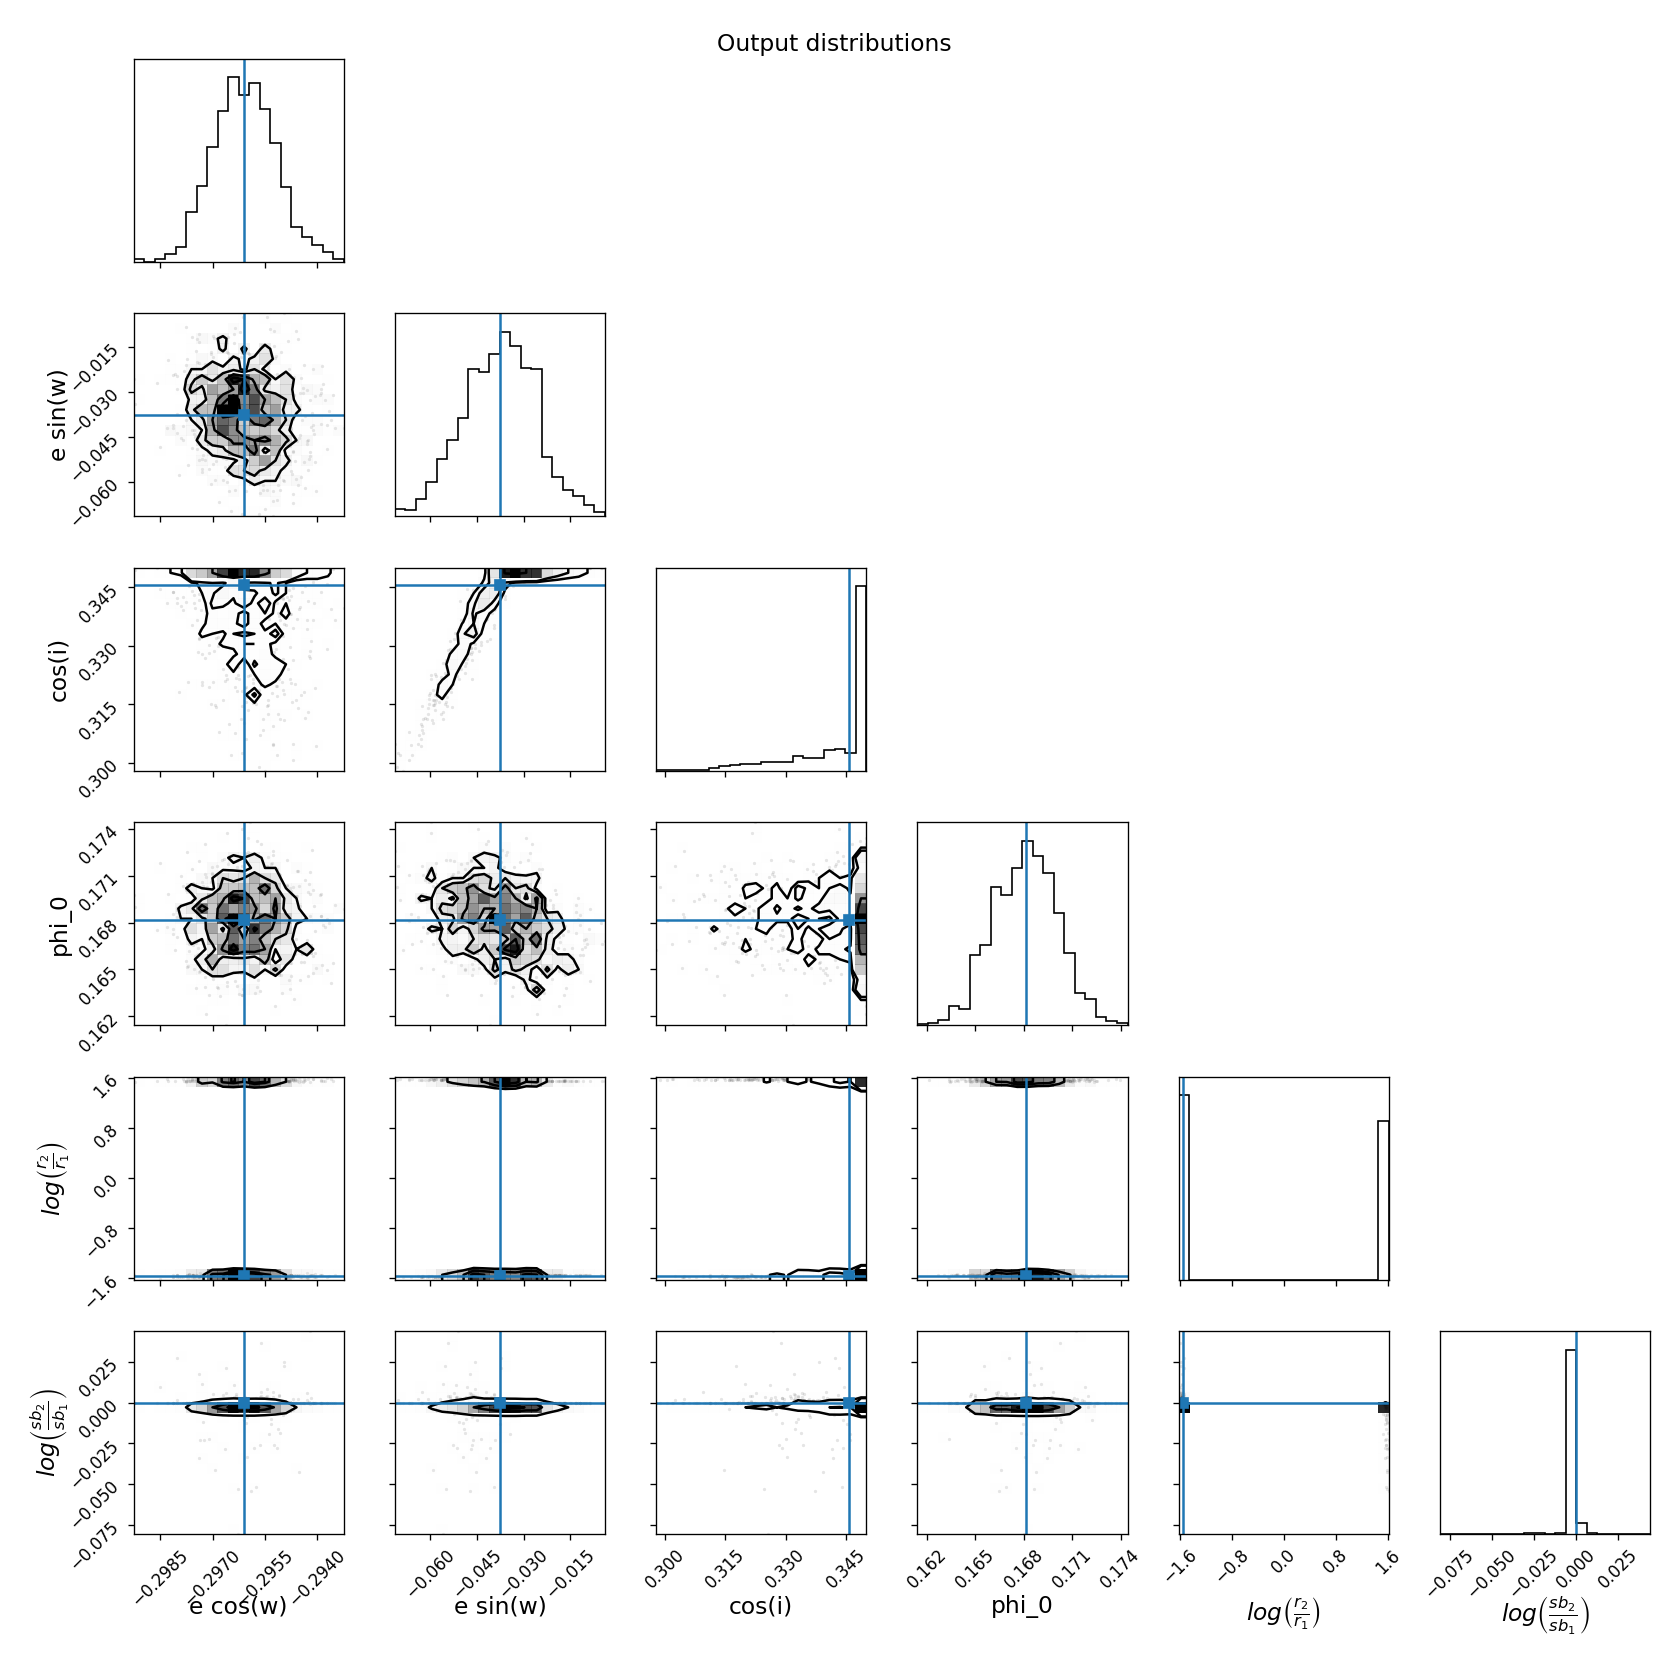 Output distributions
e sin(w)
−0.015
−0.030
−0.045
−0.060
cos(i)
0.345
0.330
0.315
0.300
phi_0
0.174
0.171
0.168
0.165
0.162
log(r₂/r₁)
1.6
0.8
0.0
−0.8
−1.6
log(sb₂/sb₁)
0.025
0.000
−0.025
−0.050
−0.075
−0.2985 −0.2970 −0.2955 −0.2940
−0.060 −0.045 −0.030 −0.015
0.300 0.315 0.330 0.345
0.162 0.165 0.168 0.171 0.174
−1.6 −0.8 0.0 0.8 1.6
−0.075 −0.050 −0.025 0.000 0.025
e cos(w) e sin(w) cos(i) phi_0 log(r₂/r₁) log(sb₂/sb₁)